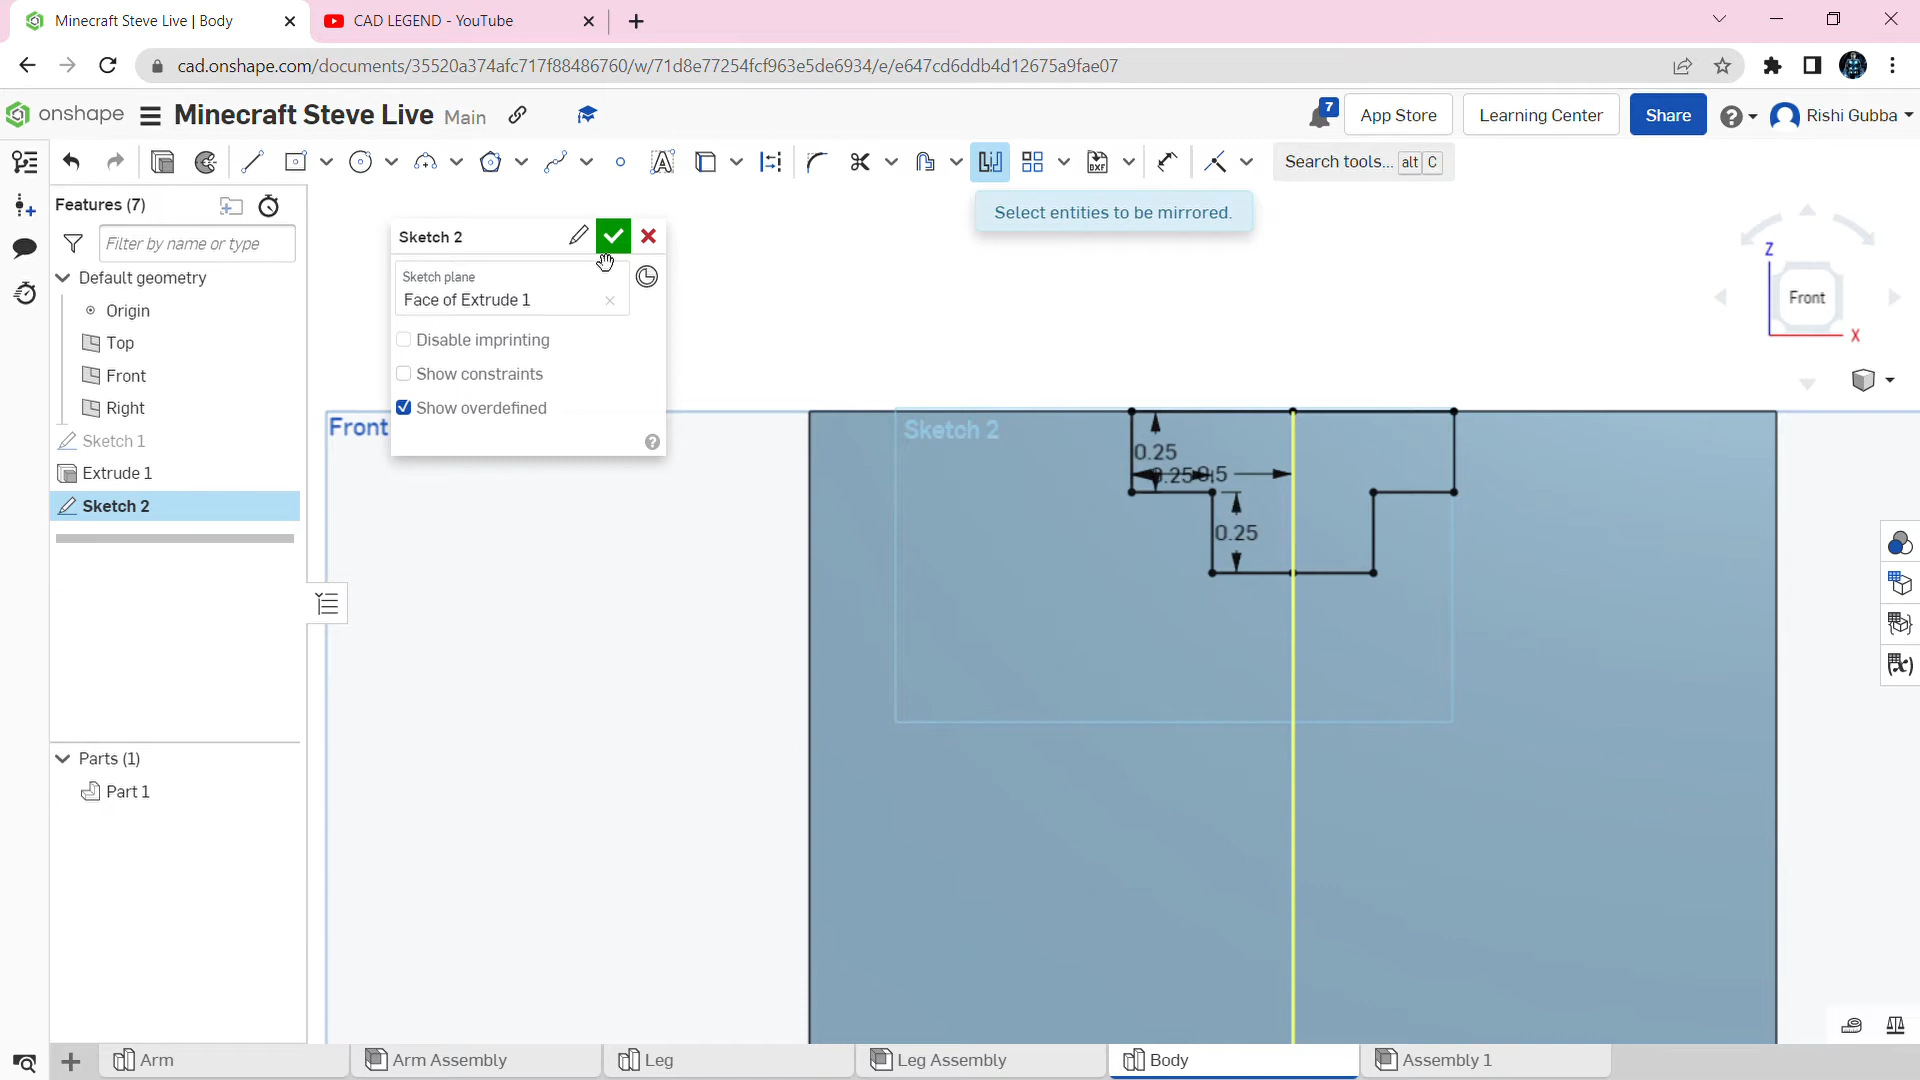 Minecraft Steve Live | Body
CAD LEGEND - YouTube
cad.onshape.com/documents/35520a374afc717f88486760/w/71d8e77254fcf963e5de6934/e/e647cd6ddb4d12675a9fae07
onshape
Minecraft Steve Live Main
7
App Store
Learning Center
Share
Rishi Gubba
Search tools... alt C
DXF
Select entities to be mirrored.
Features (7)
Filter by name or type
Default geometry
Origin
Top
Front
Right
Sketch 1
Extrude 1
Sketch 2
Parts (1)
Part 1
Sketch 2
Sketch plane
Face of Extrude 1
Disable imprinting
Show constraints
Show overdefined
Front
Sketch 2
0.25
0.25
0.5
0.25
Z
Front
X
Arm
Arm Assembly
Leg
Leg Assembly
Body
Assembly 1